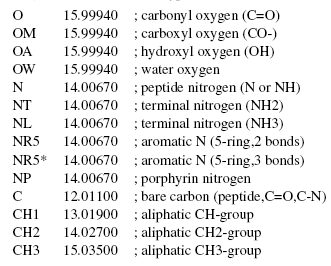 O 15.99940 ; carbonyl oxygen (C=O)
OM 15.99940 ; carboxyl oxygen (CO-)
OA 15.99940 ; hydroxyl oxygen (OH)
OW 15.99940 ; water oxygen
N 14.00670 ; peptide nitrogen (N or NH)
NT 14.00670 ; terminal nitrogen (NH2)
NL 14.00670 ; terminal nitrogen (NH3)
NR5 14.00670 ; aromatic N (5-ring,2 bonds)
NR5* 14.00670 ; aromatic N (5-ring,3 bonds)
NP 14.00670 ; porphyrin nitrogen
C 12.01100 ; bare carbon (peptide,C=O,C-N)
CH1 13.01900 ; aliphatic CH-group
CH2 14.02700 ; aliphatic CH2-group
CH3 15.03500 ; aliphatic CH3-group